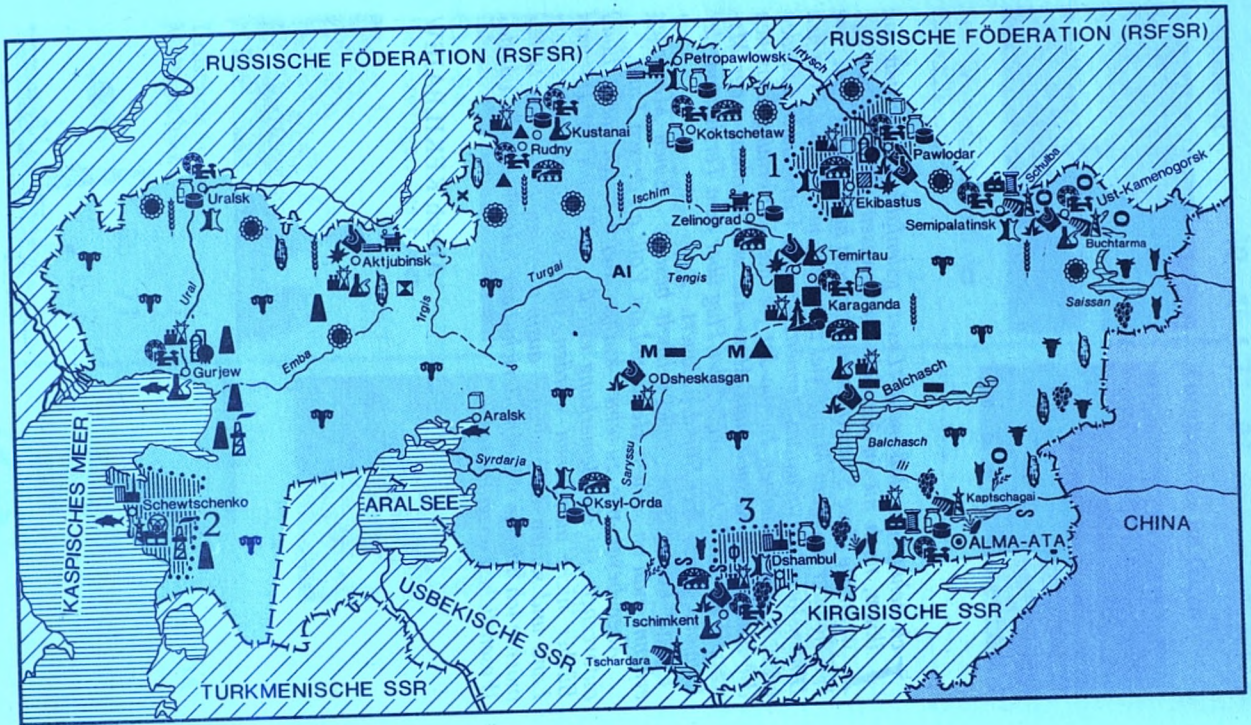 RUSSISCHE FÖDERATION (RSFSR)
RUSSISCHE FÖDERATION (RSFSR)
Petropawlowsk
Irtysch
Kustanai
Koktschetaw
Rudny
1
Pawlodar
Schulba
Ust-Kamenogorsk
Uralsk
Ischim
Ekibastus
Zelinograd
Semipalatinsk
Buchtarma
Aktjubinsk
Temirtau
Turgai
Al
Tengis
Saissan
Ural
Irgis
Karaganda
Emba
M
M
Gurjew
Dsheskasgan
Balchasch
Aralsk
Balchasch
Syrdarja
Saryssu
Ili
KASPISCHES MEER
Schewtschenko
2
ARALSEE
Ksyl-Orda
3
Kaptschagai
S
CHINA
ALMA-ATA
Dshambul
S
S
USBEKISCHE SSR
Tschimkent
KIRGISISCHE SSR
Tschardara
TURKMENISCHE SSR